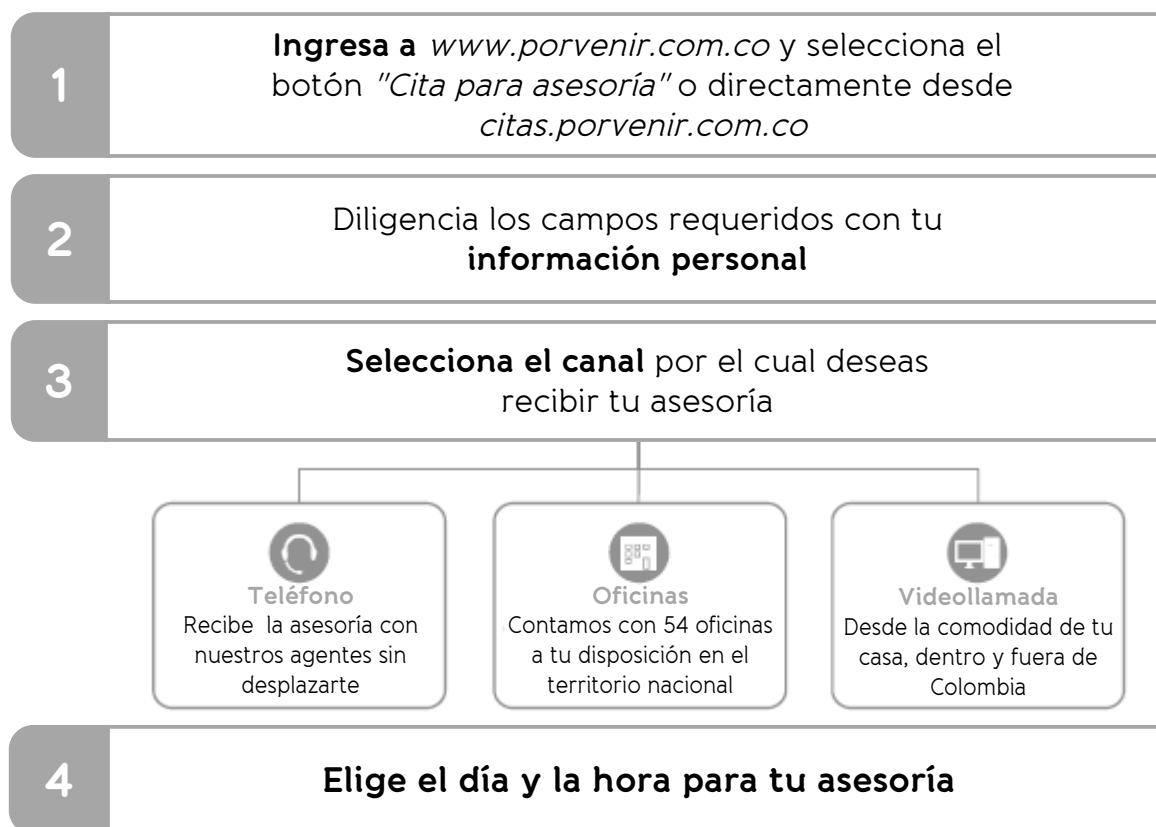 1
Ingresa a www.porvenir.com.co y selecciona el
botón "Cita para asesoría" o directamente desde
citas.porvenir.com.co
2
Diligencia los campos requeridos con tu
información personal
3
Selecciona el canal por el cual deseas
recibir tu asesoría
Teléfono
Recibe la asesoría con
nuestros agentes sin
desplazarte
Oficinas
Contamos con 54 oficinas
a tu disposición en el
territorio nacional
Videollamada
Desde la comodidad de tu
casa, dentro y fuera de
Colombia
4
Elige el día y la hora para tu asesoría